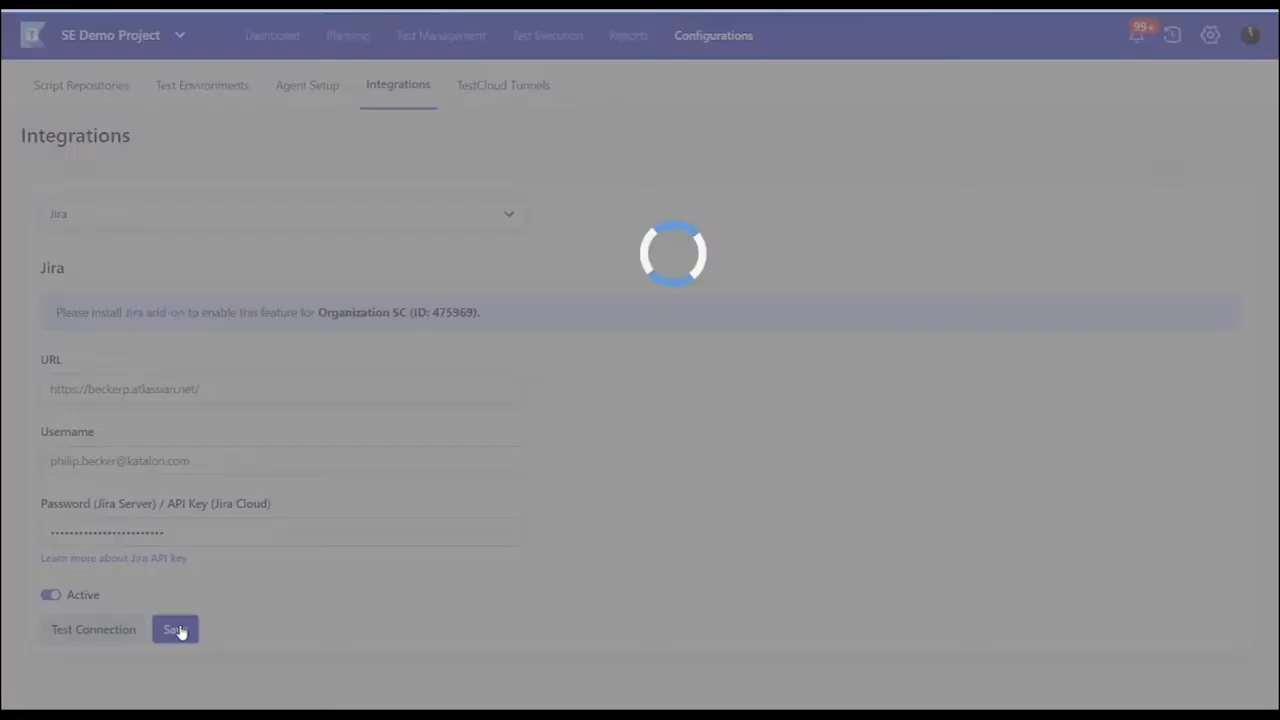 T SE Demo Project Dashboard Planning Test Management Test Execution Reports Configurations 99+
Script Repositories Test Environments Agent Setup Integrations TestCloud Tunnels
Integrations
Jira
Jira
Please install Jira add-on to enable this feature for Organization SC (ID: 475969).
URL
https://beckerp.atlassian.net/
Username
philip.becker@katalon.com
Password (Jira Server) / API Key (Jira Cloud)
••••••••••••••••••••••••
Learn more about Jira API key
Active
Test Connection Save